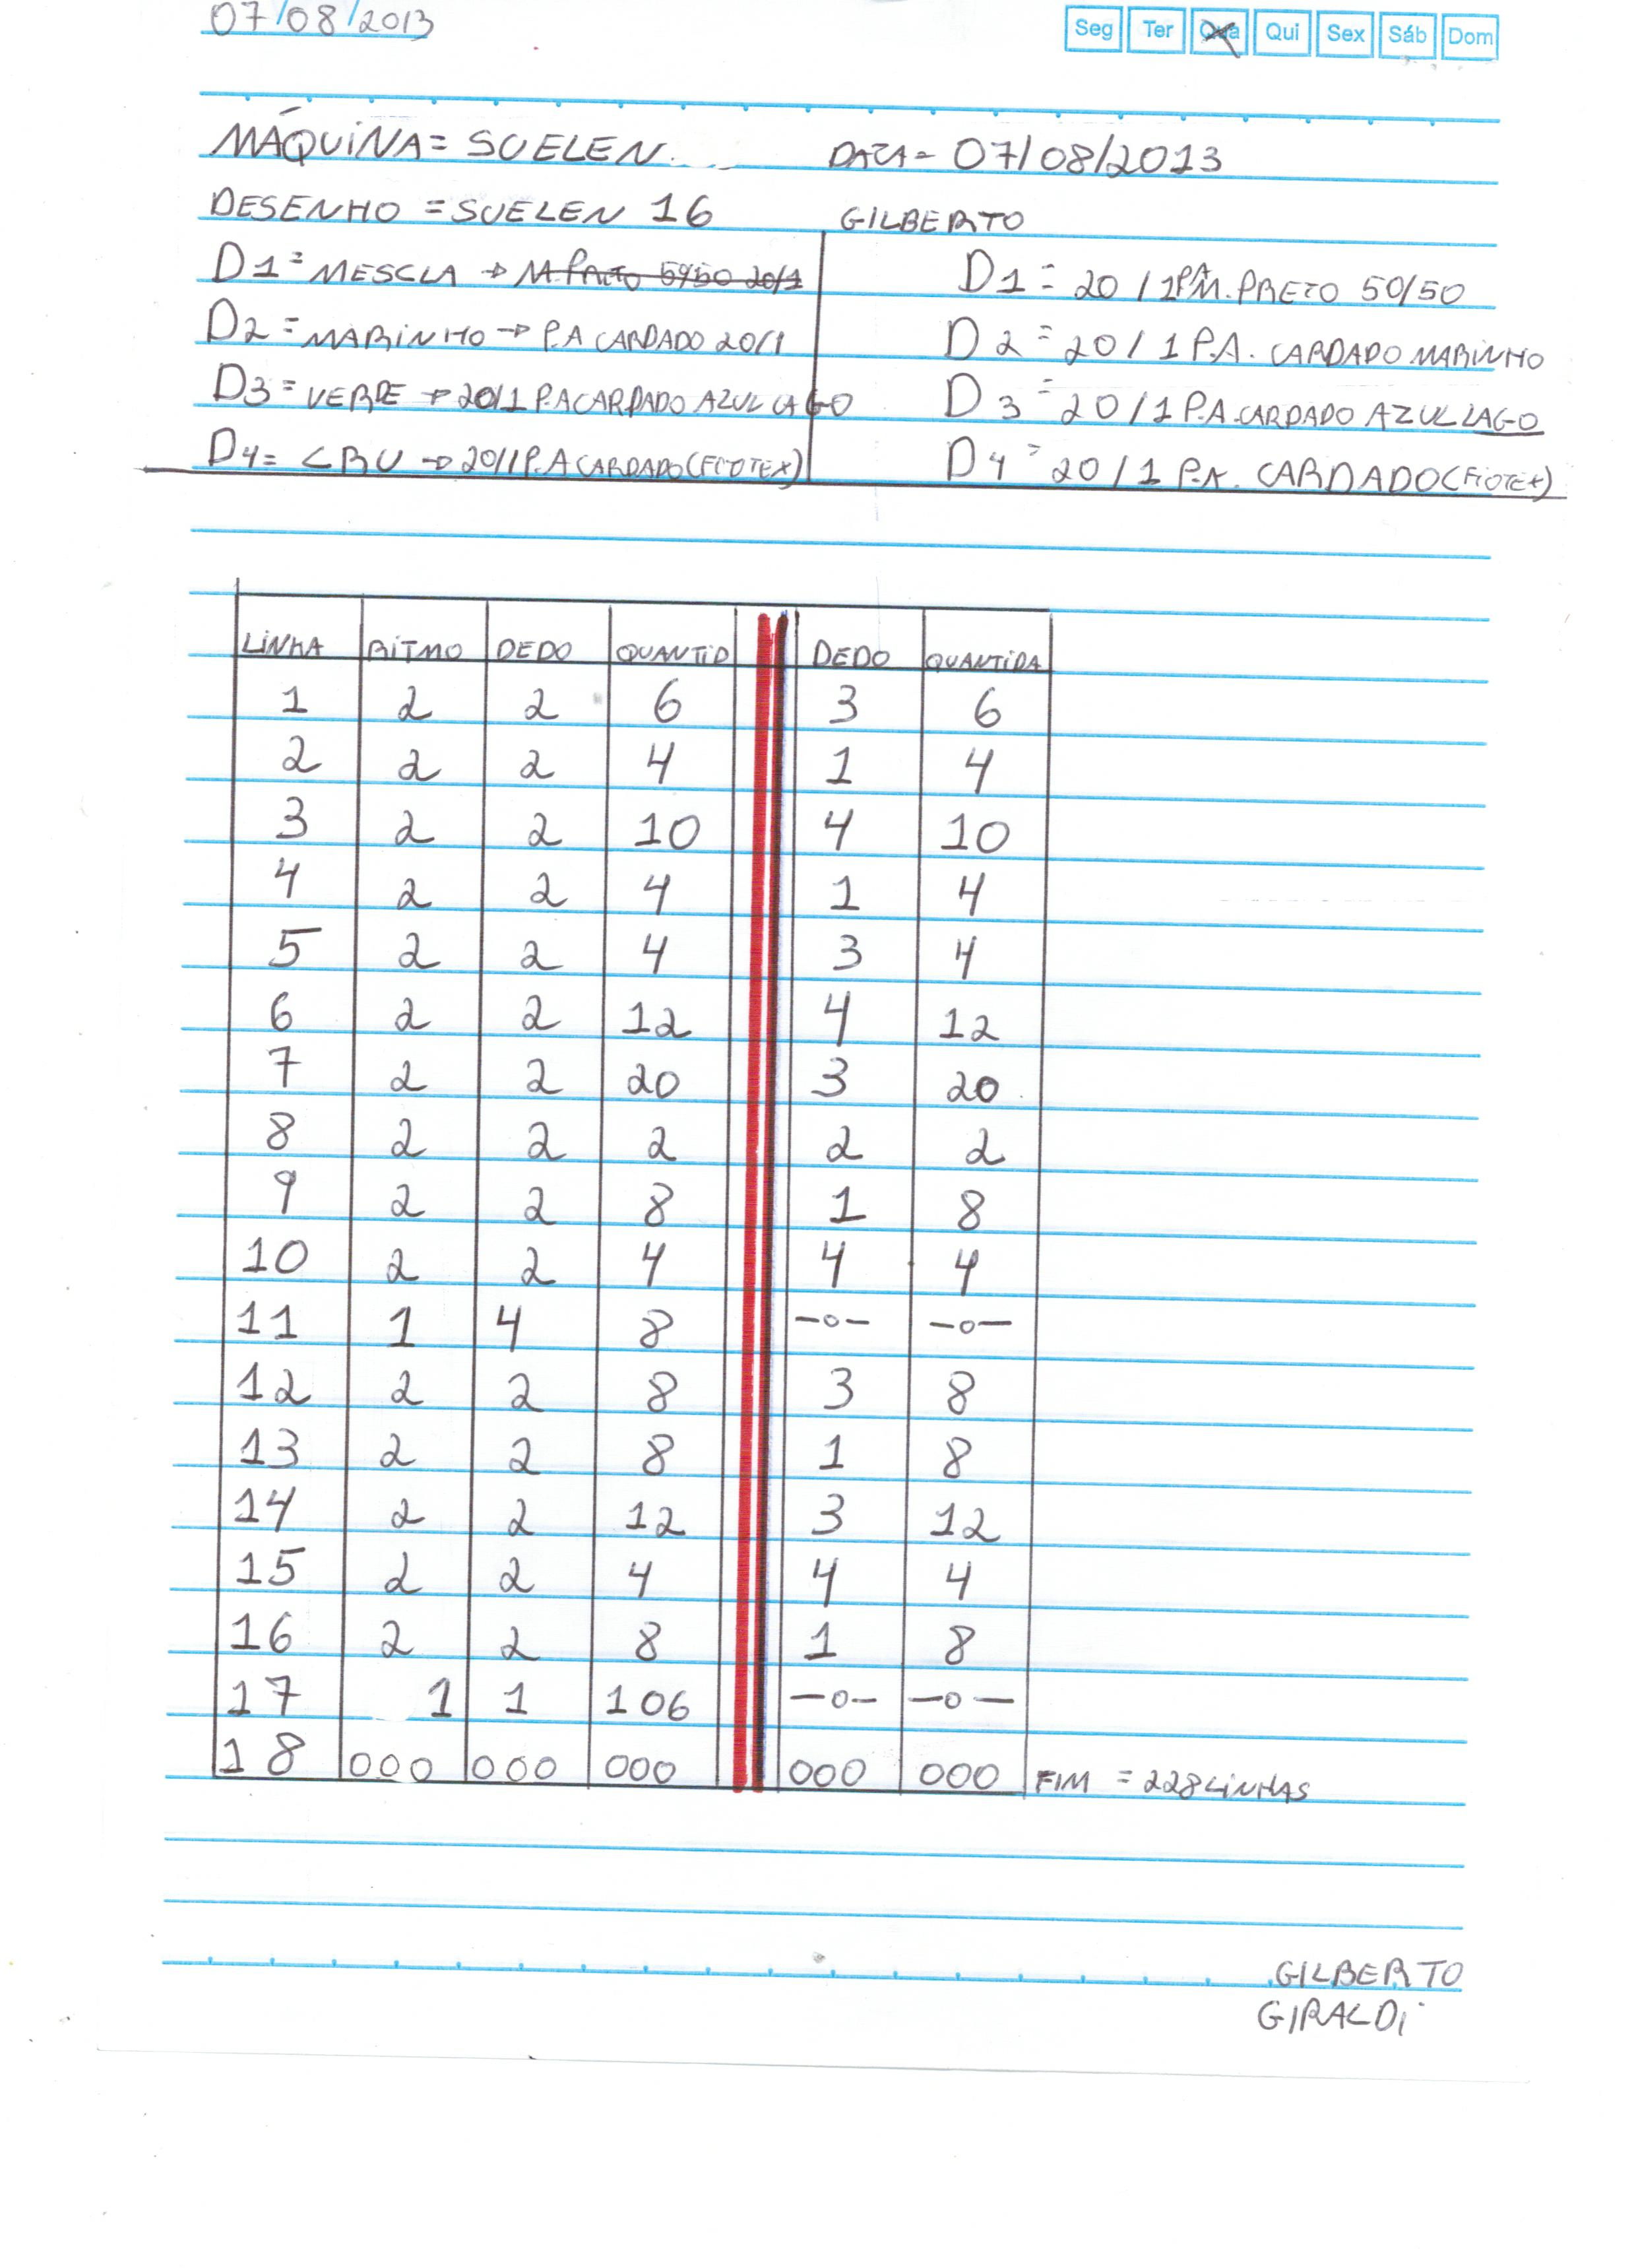 07/08/2013 Seg Ter Qua Qui Sex Sáb Dom
MÁQUINA = SUELEN DATA = 07/08/2013
DESENHO = SUELEN 16 GILBERTO
D1 = MESCLA → M. PRETO 50/50 20/1 D1 = 20/1 PA M. PRETO 50/50
D2 = MARINHO → P.A CARDADO 20/1 D2 = 20/1 P.A. CARDADO MARINHO
D3 = VERDE → 20/1 P.A CARDADO AZUL LAGO D3 = 20/1 P.A. CARDADO AZUL LAGO
D4 = CRU → 20/1 P.A CARDADO (FIOTEX) D4 = 20/1 P.A. CARDADO (FIOTEX)
LINHA RITMO DEDO QUANTID DEDO QUANTIDA
1 2 2 6 3 6
2 2 2 4 1 4
3 2 2 10 4 10
4 2 2 4 1 4
5 2 2 4 3 4
6 2 2 12 4 12
7 2 2 20 3 20
8 2 2 2 2 2
9 2 2 8 1 8
10 2 2 4 4 4
11 1 4 8 -o- -o-
12 2 2 8 3 8
13 2 2 8 1 8
14 2 2 12 3 12
15 2 2 4 4 4
16 2 2 8 1 8
17 1 1 106 -o- -o-
18 000 000 000 000 000 FIM = 228 LINHAS
GILBERTO
GIRALDI